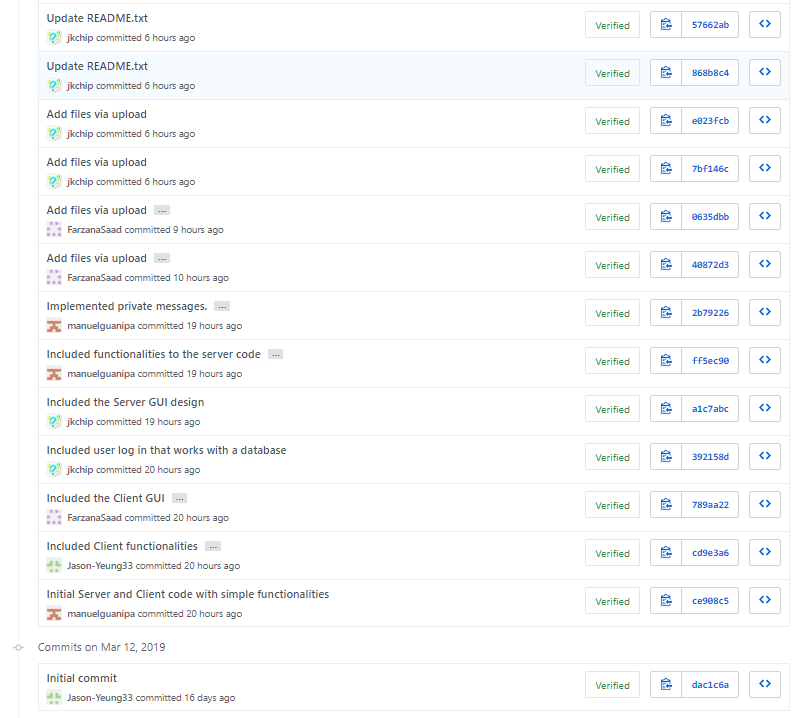 Update README.txt
jkchip committed 6 hours ago
Verified
57662ab
Update README.txt
jkchip committed 6 hours ago
Verified
868b8c4
Add files via upload
jkchip committed 6 hours ago
Verified
e023fcb
Add files via upload
jkchip committed 6 hours ago
Verified
7bf146c
Add files via upload ...
FarzanaSaad committed 9 hours ago
Verified
0635dbb
Add files via upload ...
FarzanaSaad committed 10 hours ago
Verified
40872d3
Implemented private messages. ...
manuelguanipa committed 19 hours ago
Verified
2b79226
Included functionalities to the server code ...
manuelguanipa committed 19 hours ago
Verified
ff5ec90
Included the Server GUI design
jkchip committed 19 hours ago
Verified
a1c7abc
Included user log in that works with a database
jkchip committed 20 hours ago
Verified
392158d
Included the Client GUI ...
FarzanaSaad committed 20 hours ago
Verified
789aa22
Included Client functionalities ...
Jason-Yeung33 committed 20 hours ago
Verified
cd9e3a6
Initial Server and Client code with simple functionalities
manuelguanipa committed 20 hours ago
Verified
ce908c5
Commits on Mar 12, 2019
Initial commit
Jason-Yeung33 committed 16 days ago
Verified
dac1c6a